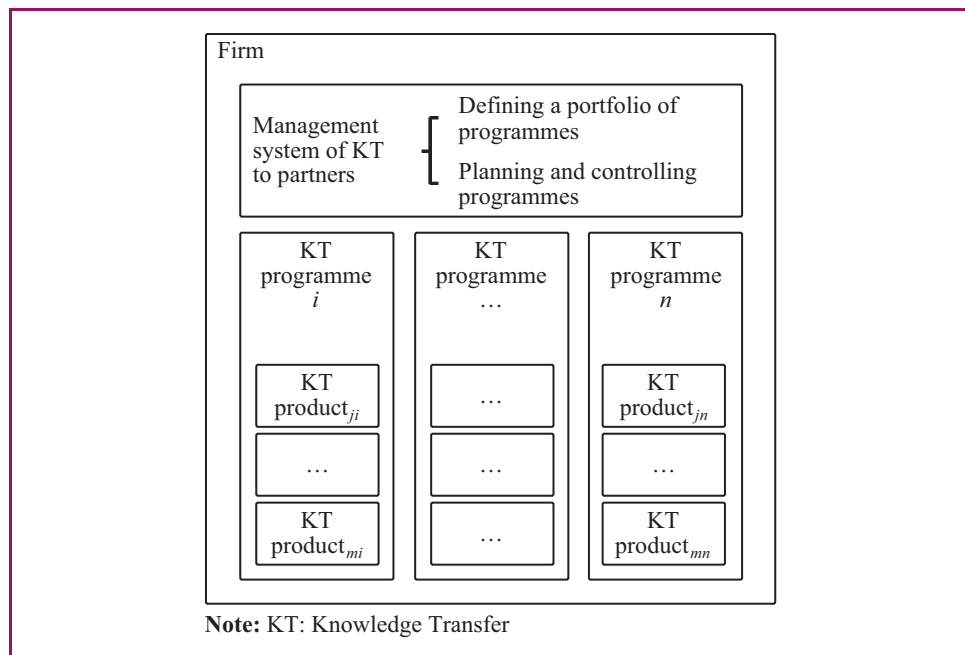 Firm
Management
system of KT
to partners
Defining a portfolio of
programmes
Planning and controlling
programmes
KT
programme
i
KT
programme
…
KT
programme
n
KT
product_ji
…
KT
product_mi
…
…
…
KT
product_jn
…
KT
product_mn
Note: KT: Knowledge Transfer